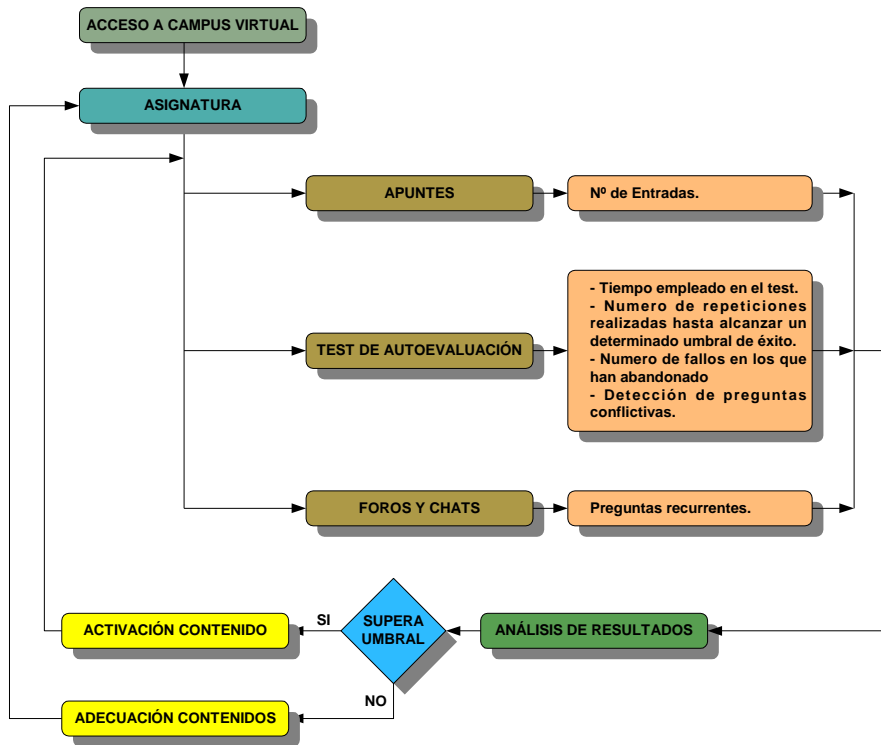 ACCESO A CAMPUS VIRTUAL
ASIGNATURA
APUNTES
Nº de Entradas.
TEST DE AUTOEVALUACIÓN
- Tiempo empleado en el test.
- Numero de repeticiones
realizadas hasta alcanzar un
determinado umbral de éxito.
- Numero de fallos en los que
han abandonado
- Detección de preguntas
conflictivas.
FOROS Y CHATS
Preguntas recurrentes.
ANÁLISIS DE RESULTADOS
SUPERA
UMBRAL
SI
ACTIVACIÓN CONTENIDO
NO
ADECUACIÓN CONTENIDOS